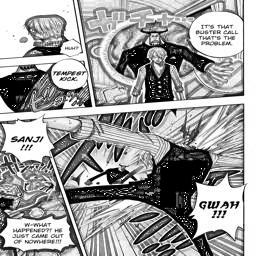 IT'S THAT
BUSTER CALL
THAT'S THE
PROBLEM.
HUH?
TEMPEST
KICK.
SANJI
!!!
GWAH
!!!
W-WHAT
HAPPENED?! HE
JUST CAME OUT
OF NOWHERE!!!